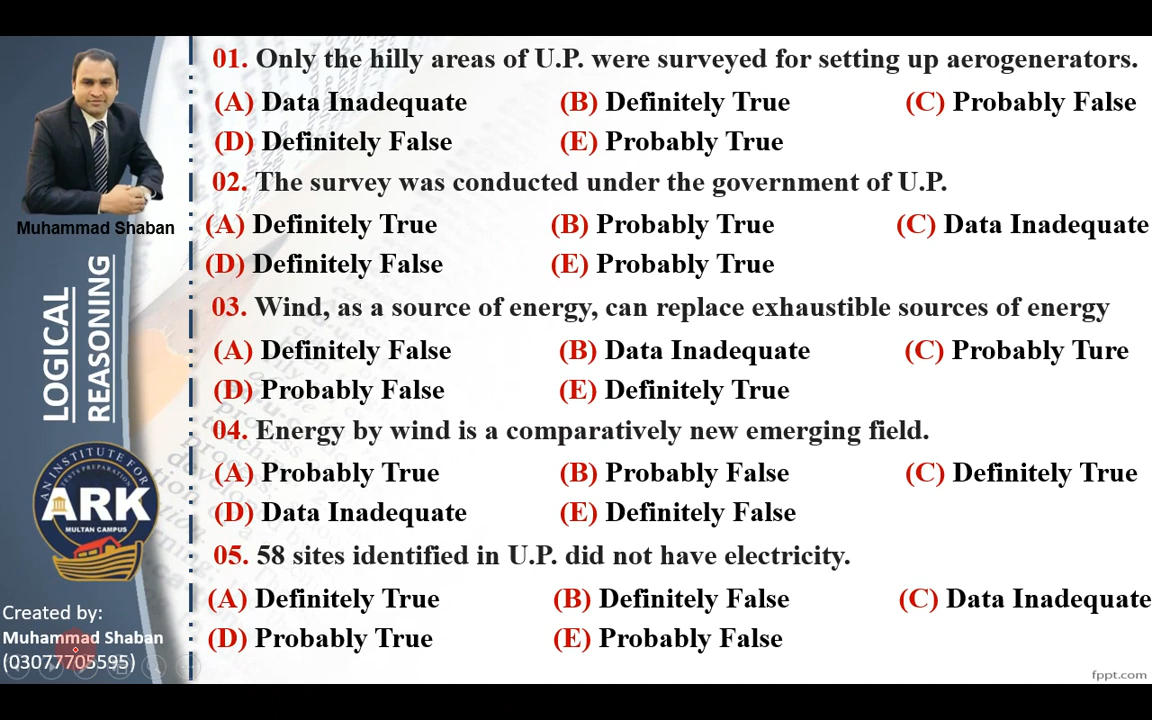 01. Only the hilly areas of U.P. were surveyed for setting up aerogenerators.
(A) Data Inadequate (B) Definitely True (C) Probably False
(D) Definitely False (E) Probably True
02. The survey was conducted under the government of U.P.
(A) Definitely True (B) Probably True (C) Data Inadequate
(D) Definitely False (E) Probably True
03. Wind, as a source of energy, can replace exhaustible sources of energy
(A) Definitely False (B) Data Inadequate (C) Probably Ture
(D) Probably False (E) Definitely True
04. Energy by wind is a comparatively new emerging field.
(A) Probably True (B) Probably False (C) Definitely True
(D) Data Inadequate (E) Definitely False
05. 58 sites identified in U.P. did not have electricity.
(A) Definitely True (B) Definitely False (C) Data Inadequate
(D) Probably True (E) Probably False
Muhammad Shaban
LOGICAL
REASONING
AN INSTITUTE FOR
TESTS PREPARATION
ARK
MULTAN CAMPUS
Created by:
Muhammad Shaban
(03077705595)
fppt.com